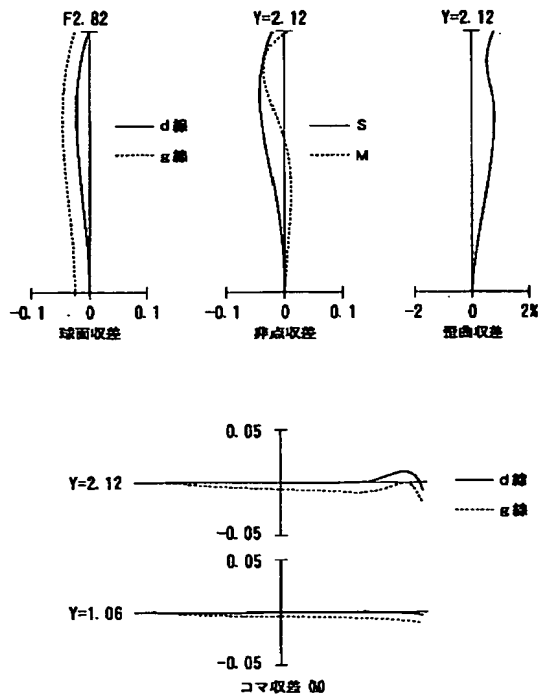 F2.82
d線
g線
-0.1 0 0.1
球面収差
Y=2.12
S
M
-0.1 0 0.1
非点収差
Y=2.12
-2 0 2%
歪曲収差
0.05
Y=2.12
-0.05
d線
g線
0.05
Y=1.06
-0.05
コマ収差